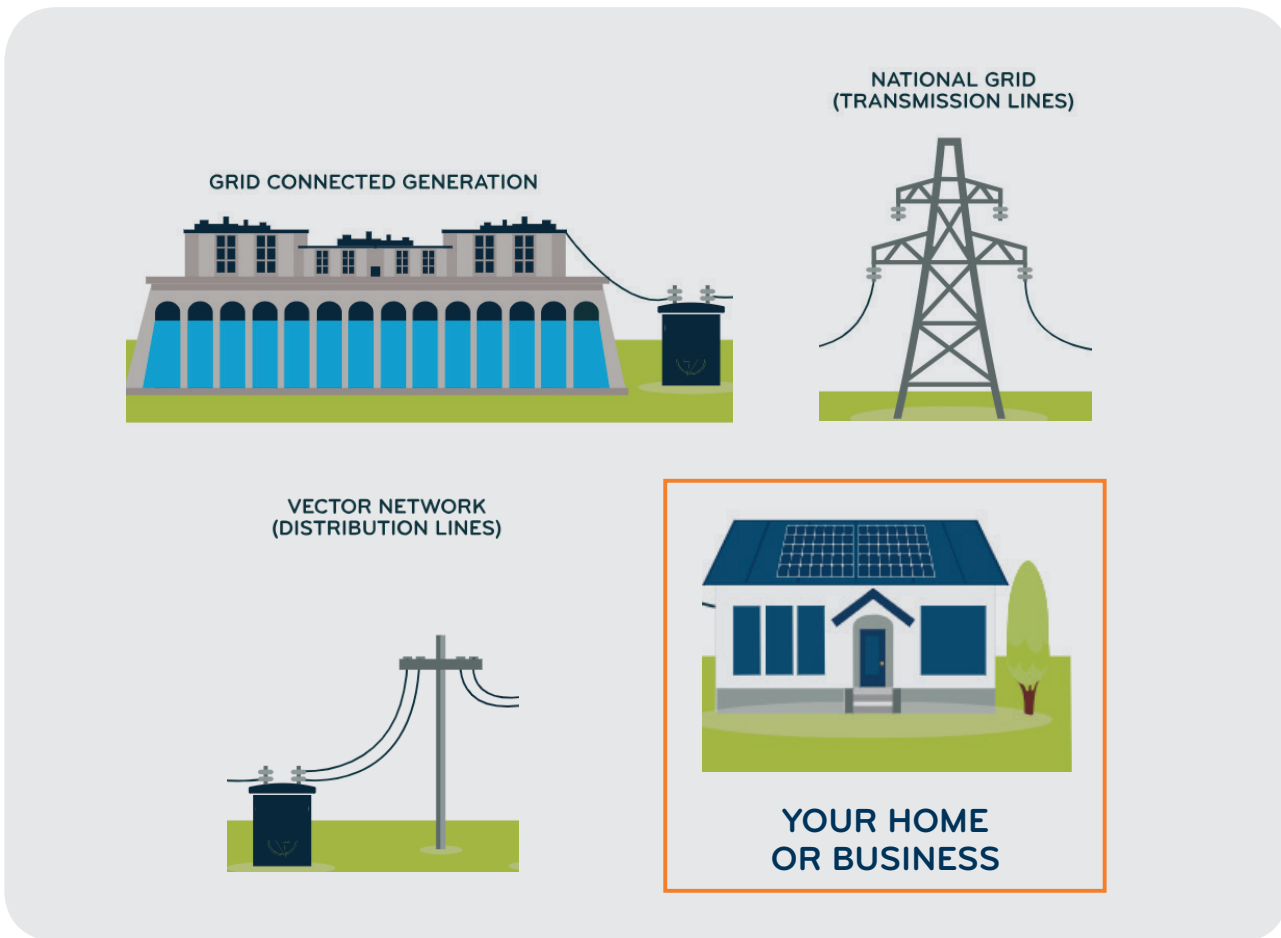 NATIONAL GRID
(TRANSMISSION LINES)
GRID CONNECTED GENERATION
VECTOR NETWORK
(DISTRIBUTION LINES)
YOUR HOME
OR BUSINESS